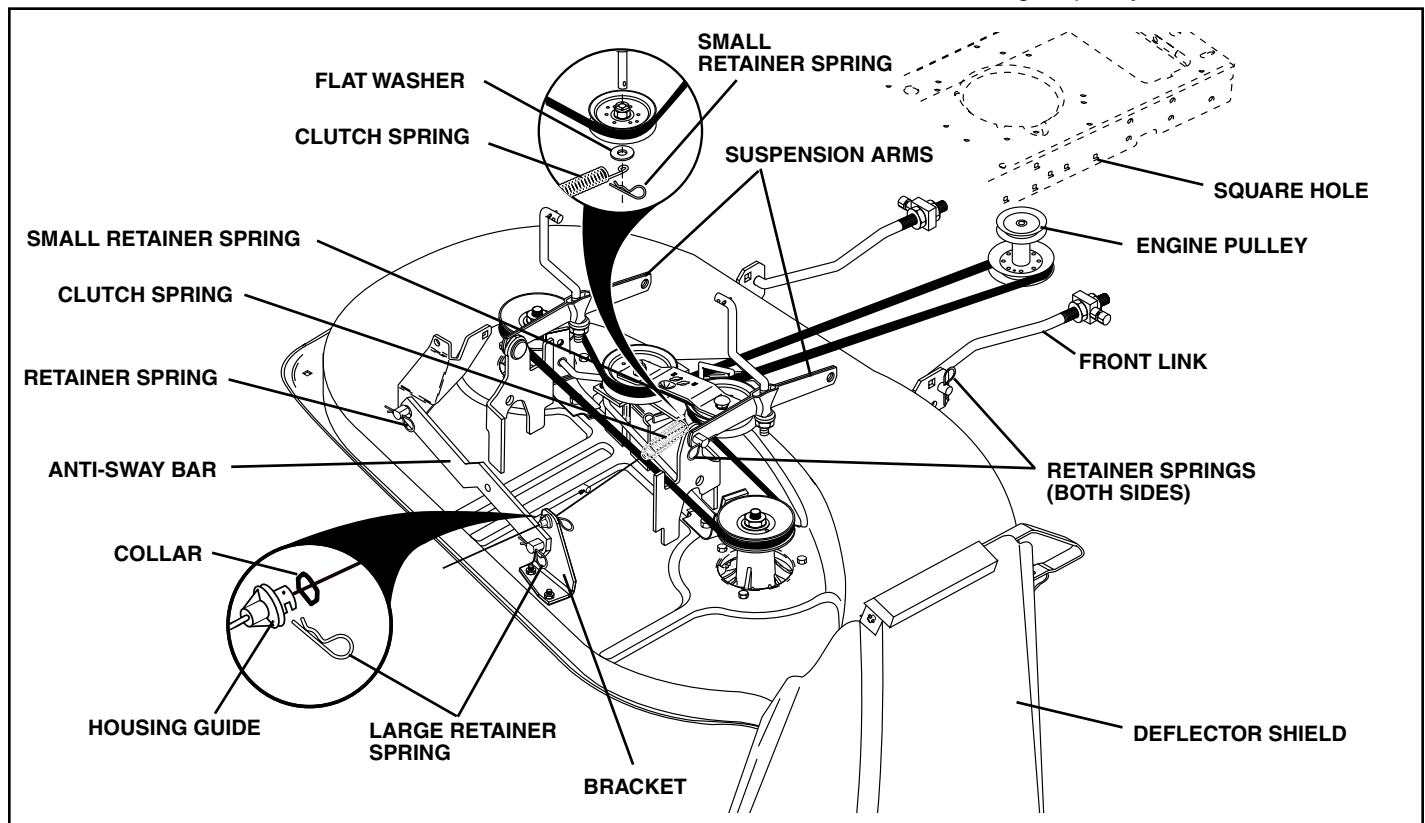 SMALL
RETAINER SPRING
FLAT WASHER
CLUTCH SPRING
SUSPENSION ARMS
SQUARE HOLE
SMALL RETAINER SPRING
ENGINE PULLEY
CLUTCH SPRING
FRONT LINK
RETAINER SPRING
ANTI-SWAY BAR
RETAINER SPRINGS
(BOTH SIDES)
COLLAR
HOUSING GUIDE
LARGE RETAINER
SPRING
DEFLECTOR SHIELD
BRACKET